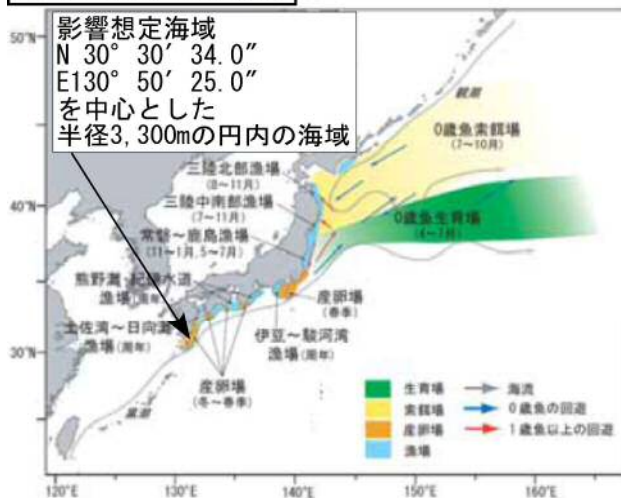 影響想定海域
N 30° 30′ 34.0″
E130° 50′ 25.0″
を中心とした
半径3,300mの円内の海域
50°N
40°N
30°N
親潮
0歳魚索餌場
(7～10月)
三陸北部漁場
(8～11月)
三陸中南部漁場
(7～11月)
0歳魚生育場
(4～7月)
常磐～鹿島漁場
(11～1月,5～7月)
熊野灘・紀伊水道
漁場(周年)
産卵場
(春季)
土佐湾～日向灘
漁場(周年)
伊豆～駿河湾
漁場(周年)
産卵場
(冬～春季)
黒潮
生育場
索餌場
産卵場
漁場
海流
0歳魚の回遊
1歳魚以上の回遊
120°E
130°E
140°E
150°E
160°E